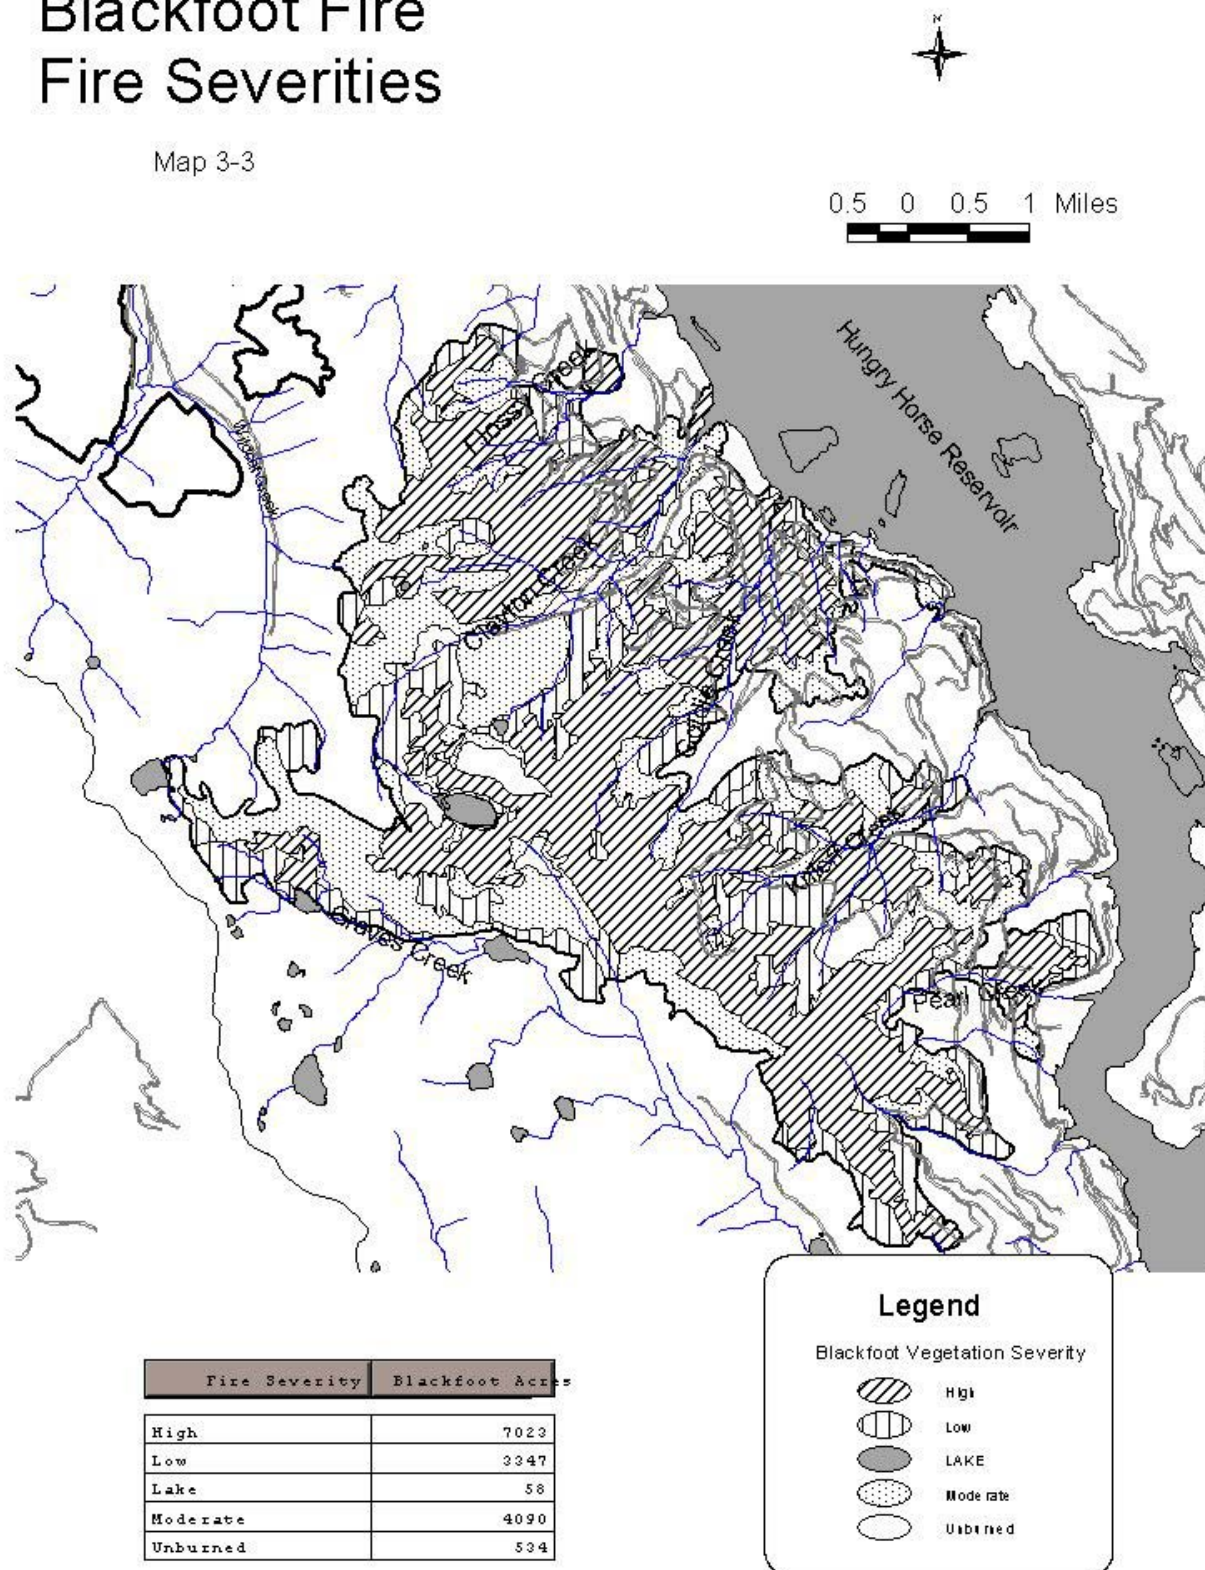 Blackfoot Fire
Fire Severities
N
Map 3-3
0.5 0 0.5 1 Miles
Hungry Horse Reservoir
Creek
Clayton Creek
Graves Creek
Pearl Creek
Legend
Blackfoot Vegetation Severity
High
Low
LAKE
Moderate
Unburned
Fire Severity Blackfoot Acres
High 7023
Low 3347
Lake 58
Moderate 4090
Unburned 534